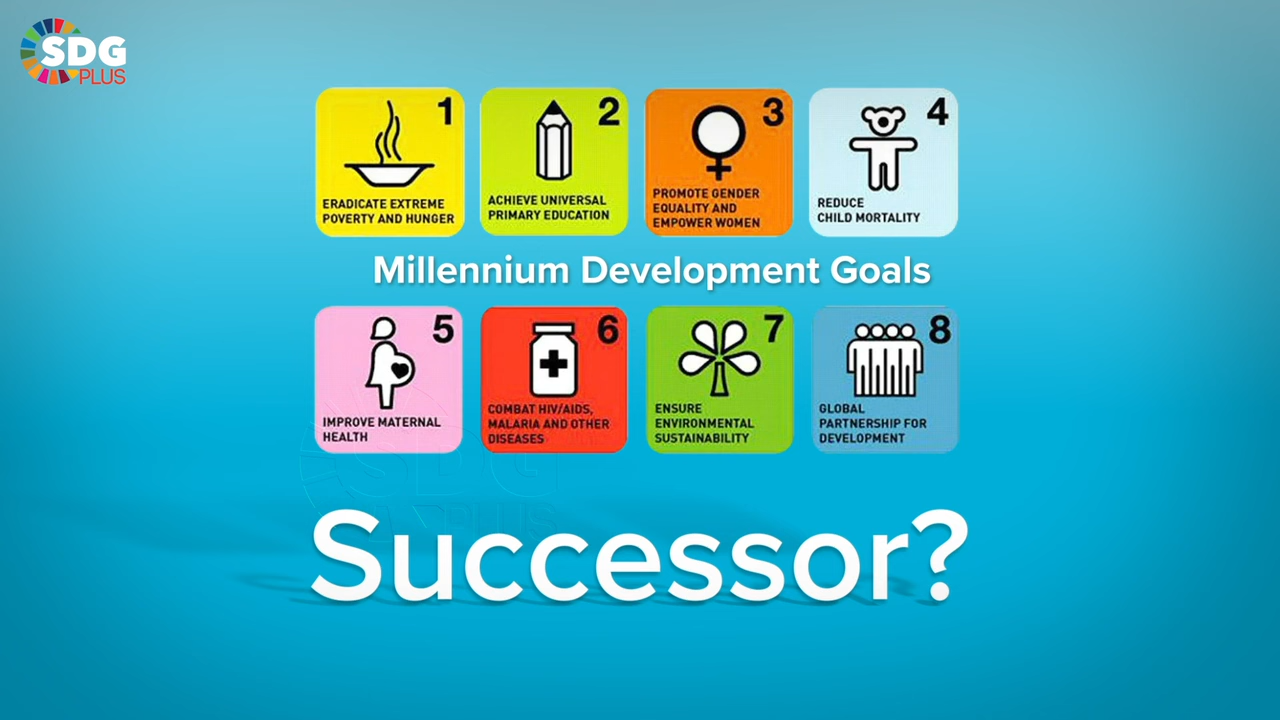 SDG
PLUS
1
ERADICATE EXTREME
POVERTY AND HUNGER
2
ACHIEVE UNIVERSAL
PRIMARY EDUCATION
3
PROMOTE GENDER
EQUALITY AND
EMPOWER WOMEN
4
REDUCE
CHILD MORTALITY
Millennium Development Goals
5
IMPROVE MATERNAL
HEALTH
6
COMBAT HIV/AIDS,
MALARIA AND OTHER
DISEASES
7
ENSURE
ENVIRONMENTAL
SUSTAINABILITY
8
GLOBAL
PARTNERSHIP FOR
DEVELOPMENT
SDG
PLUS
Successor?